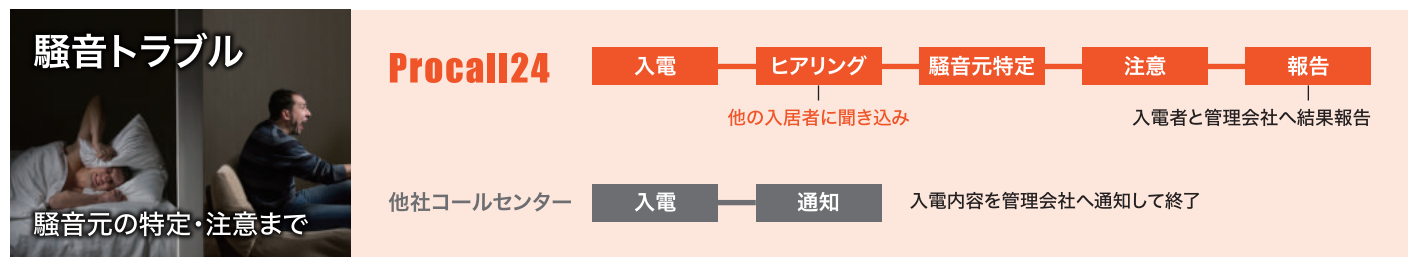 騒音トラブル
騒音元の特定・注意まで
Procall24
入電
ヒアリング
騒音元特定
注意
報告
他の入居者に聞き込み
入電者と管理会社へ結果報告
他社コールセンター
入電
通知
入電内容を管理会社へ通知して終了